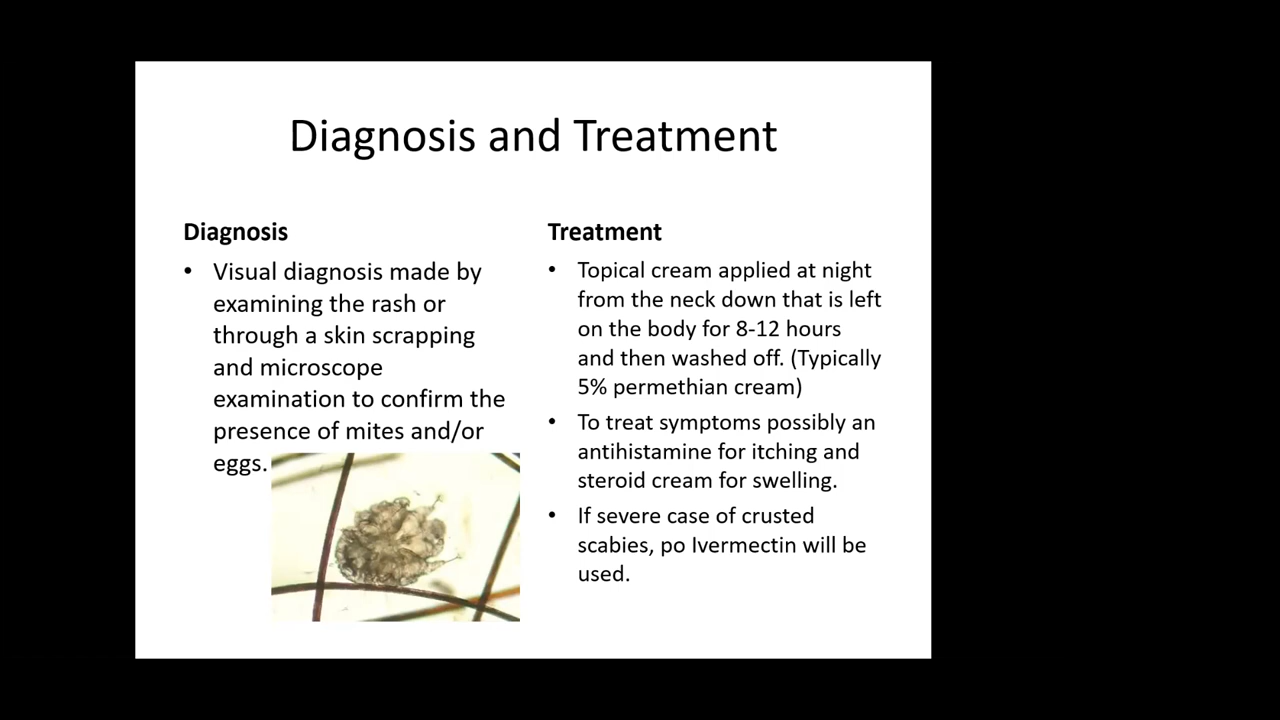 Diagnosis and Treatment
Diagnosis
• Visual diagnosis made by
examining the rash or
through a skin scrapping
and microscope
examination to confirm the
presence of mites and/or
eggs.
Treatment
• Topical cream applied at night
from the neck down that is left
on the body for 8-12 hours
and then washed off. (Typically
5% permethian cream)
• To treat symptoms possibly an
antihistamine for itching and
steroid cream for swelling.
• If severe case of crusted
scabies, po Ivermectin will be
used.